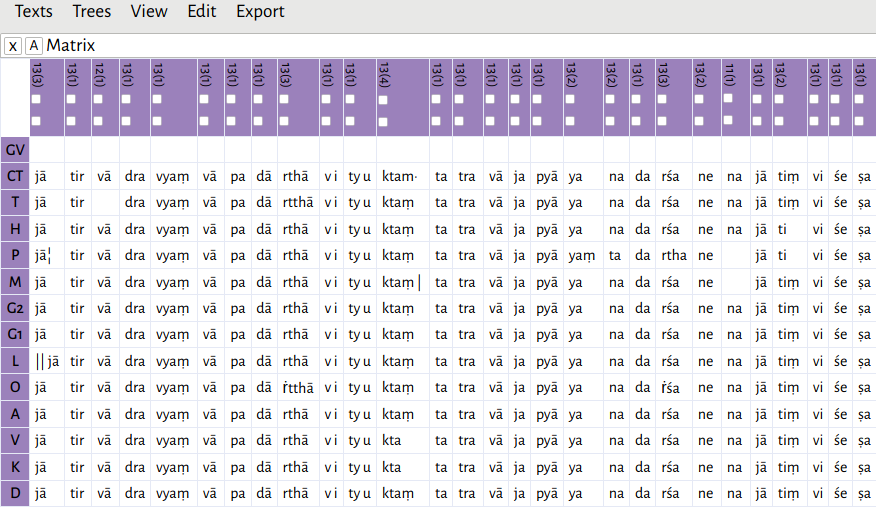 Texts Trees View Edit Export
x A Matrix
13(3) 13(1) 12(1) 13(1) 13(1) 13(1) 13(1) 13(1) 13(3) 13(1) 13(1) 13(4) 13(1) 13(1) 13(1) 13(1) 13(1) 13(2) 13(2) 13(1) 13(3) 13(2) 11(1) 13(1) 13(2) 13(1) 13(1) 13(1)
GV
CT jā tir vā dra vyaṃ vā pa dā rthā vi tyu ktam· ta tra vā ja pyā ya na da rśa ne na jā tiṃ vi śe ṣa
T jā tir dra vyaṃ vā pa dā rtthā vi tyu ktaṃ ta tra vā ja pyā ya na da rśa ne na jā tiṃ vi śe ṣa
H jā tir vā dra vyaṃ vā pa dā rthā vi tyu ktaṃ ta tra vā ja pyā ya na da rśa ne na jā ti vi śe ṣa
P jā¦ tir vā dra vyaṃ vā pa dā rthā vi tyu ktaṃ ta tra vā ja pyā yaṃ ta da rtha ne jā ti vi śe ṣa
M jā tir vā dra vyaṃ vā pa dā rthā vi tyu ktaṃ| ta tra vā ja pyā ya na da rśa ne jā tiṃ vi śe ṣa
G2 jā tir vā dra vyaṃ vā pa dā rthā vi tyu ktaṃ ta tra vā ja pyā ya na da rśa ne na jā tiṃ vi śe ṣa
G1 jā tir vā dra vyaṃ vā pa dā rthā vi tyu ktaṃ ta tra vā ja pyā ya na da rśa ne na jā tiṃ vi śe ṣa
L ||jā tir vā dra vyaṃ vā pa dā rthā vi tyu ktaṃ ta tra vā ja pyā ya na da rśa ne na jā tiṃ vi śe ṣa
O jā tir vā dra vyaṃ vā pa dā ṙtthā vi tyu ktaṃ ta tra vā ja pyā ya na da ṙśa ne na jā tiṃ vi śe ṣa
A jā tir vā dra vyaṃ vā pa dā rthā vi tyu ktaṃ ta tra vā ja pyā ya na da rśa ne na jā tiṃ vi śe ṣa
V jā tir vā dra vyaṃ vā pa dā rthā vi tyu kta ta tra vā ja pyā ya na da rśa ne na jā tiṃ vi śe ṣa
K jā tir vā dra vyaṃ vā pa dā rthā vi tyu kta ta tra vā ja pyā ya na da rśa ne na jā tiṃ vi śe ṣa
D jā tir vā dra vyaṃ vā pa dā rthā vi tyu ktaṃ ta tra vā ja pyā ya na da rśa ne na jā tiṃ vi śe ṣa